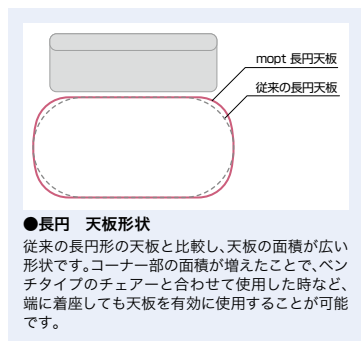 mopt 長円天板
従来の長円天板
●長円　天板形状
従来の長円形の天板と比較し、天板の面積が広い
形状です。コーナー部の面積が増えたことで、ベン
チタイプのチェアーと合わせて使用した時など、
端に着座しても天板を有効に使用することが可能
です。